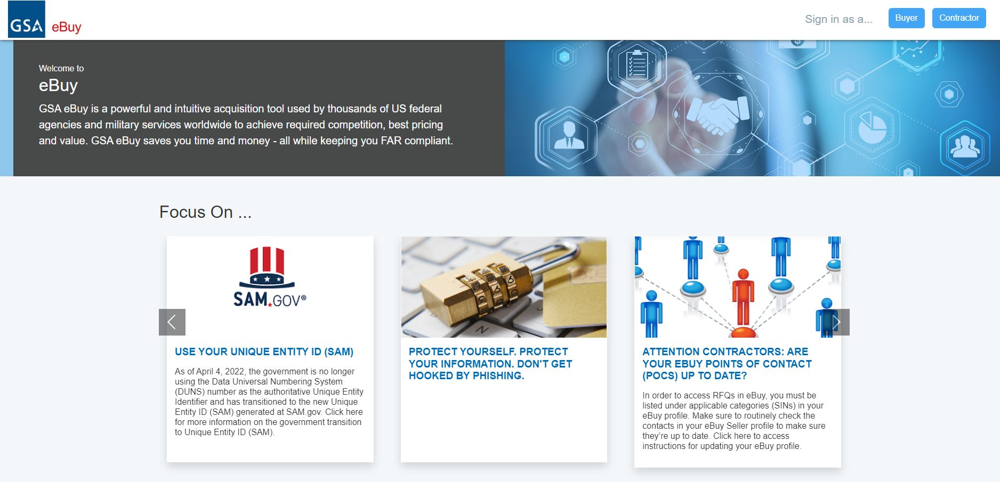 GSA eBuy
Sign in as a...
Buyer
Contractor
Welcome to
eBuy
GSA eBuy is a powerful and intuitive acquisition tool used by thousands of US federal
agencies and military services worldwide to achieve required competition, best pricing
and value. GSA eBuy saves you time and money - all while keeping you FAR compliant.
Focus On ...
SAM.GOV®
USE YOUR UNIQUE ENTITY ID (SAM)
As of April 4, 2022, the government is no longer
using the Data Universal Numbering System
(DUNS) number as the authoritative Unique Entity
Identifier and has transitioned to the new Unique
Entity ID (SAM) generated at SAM.gov. Click here
for more information on the government transition
to Unique Entity ID (SAM).
N
PROTECT YOURSELF. PROTECT
YOUR INFORMATION. DON'T GET
HOOKED BY PHISHING.
ATTENTION CONTRACTORS: ARE
YOUR EBUY POINTS OF CONTACT
(POCS) UP TO DATE?
In order to access RFQs in eBuy, you must be
listed under applicable categories (SINs) in your
eBuy profile. Make sure to routinely check the
contacts in your eBuy Seller profile to make sure
they're up to date. Click here to access
instructions for updating your eBuy profile.